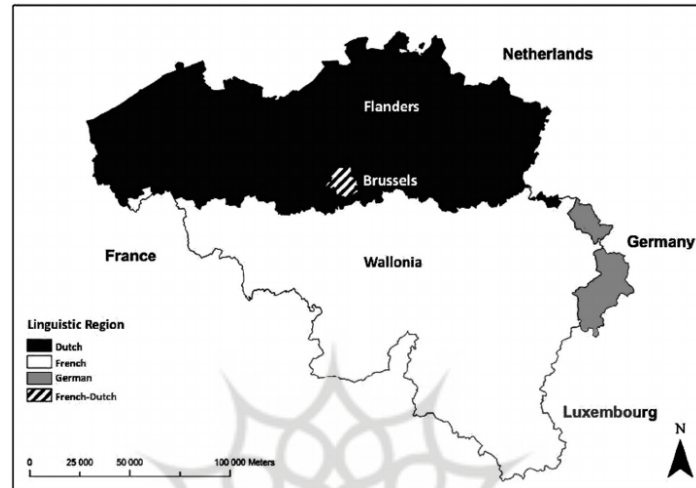 Netherlands
Flanders
Brussels
Germany
France
Wallonia
Linguistic Region
Dutch
French
German
French-Dutch
Luxembourg
N
0 25 000 50 000 100 000 Meters